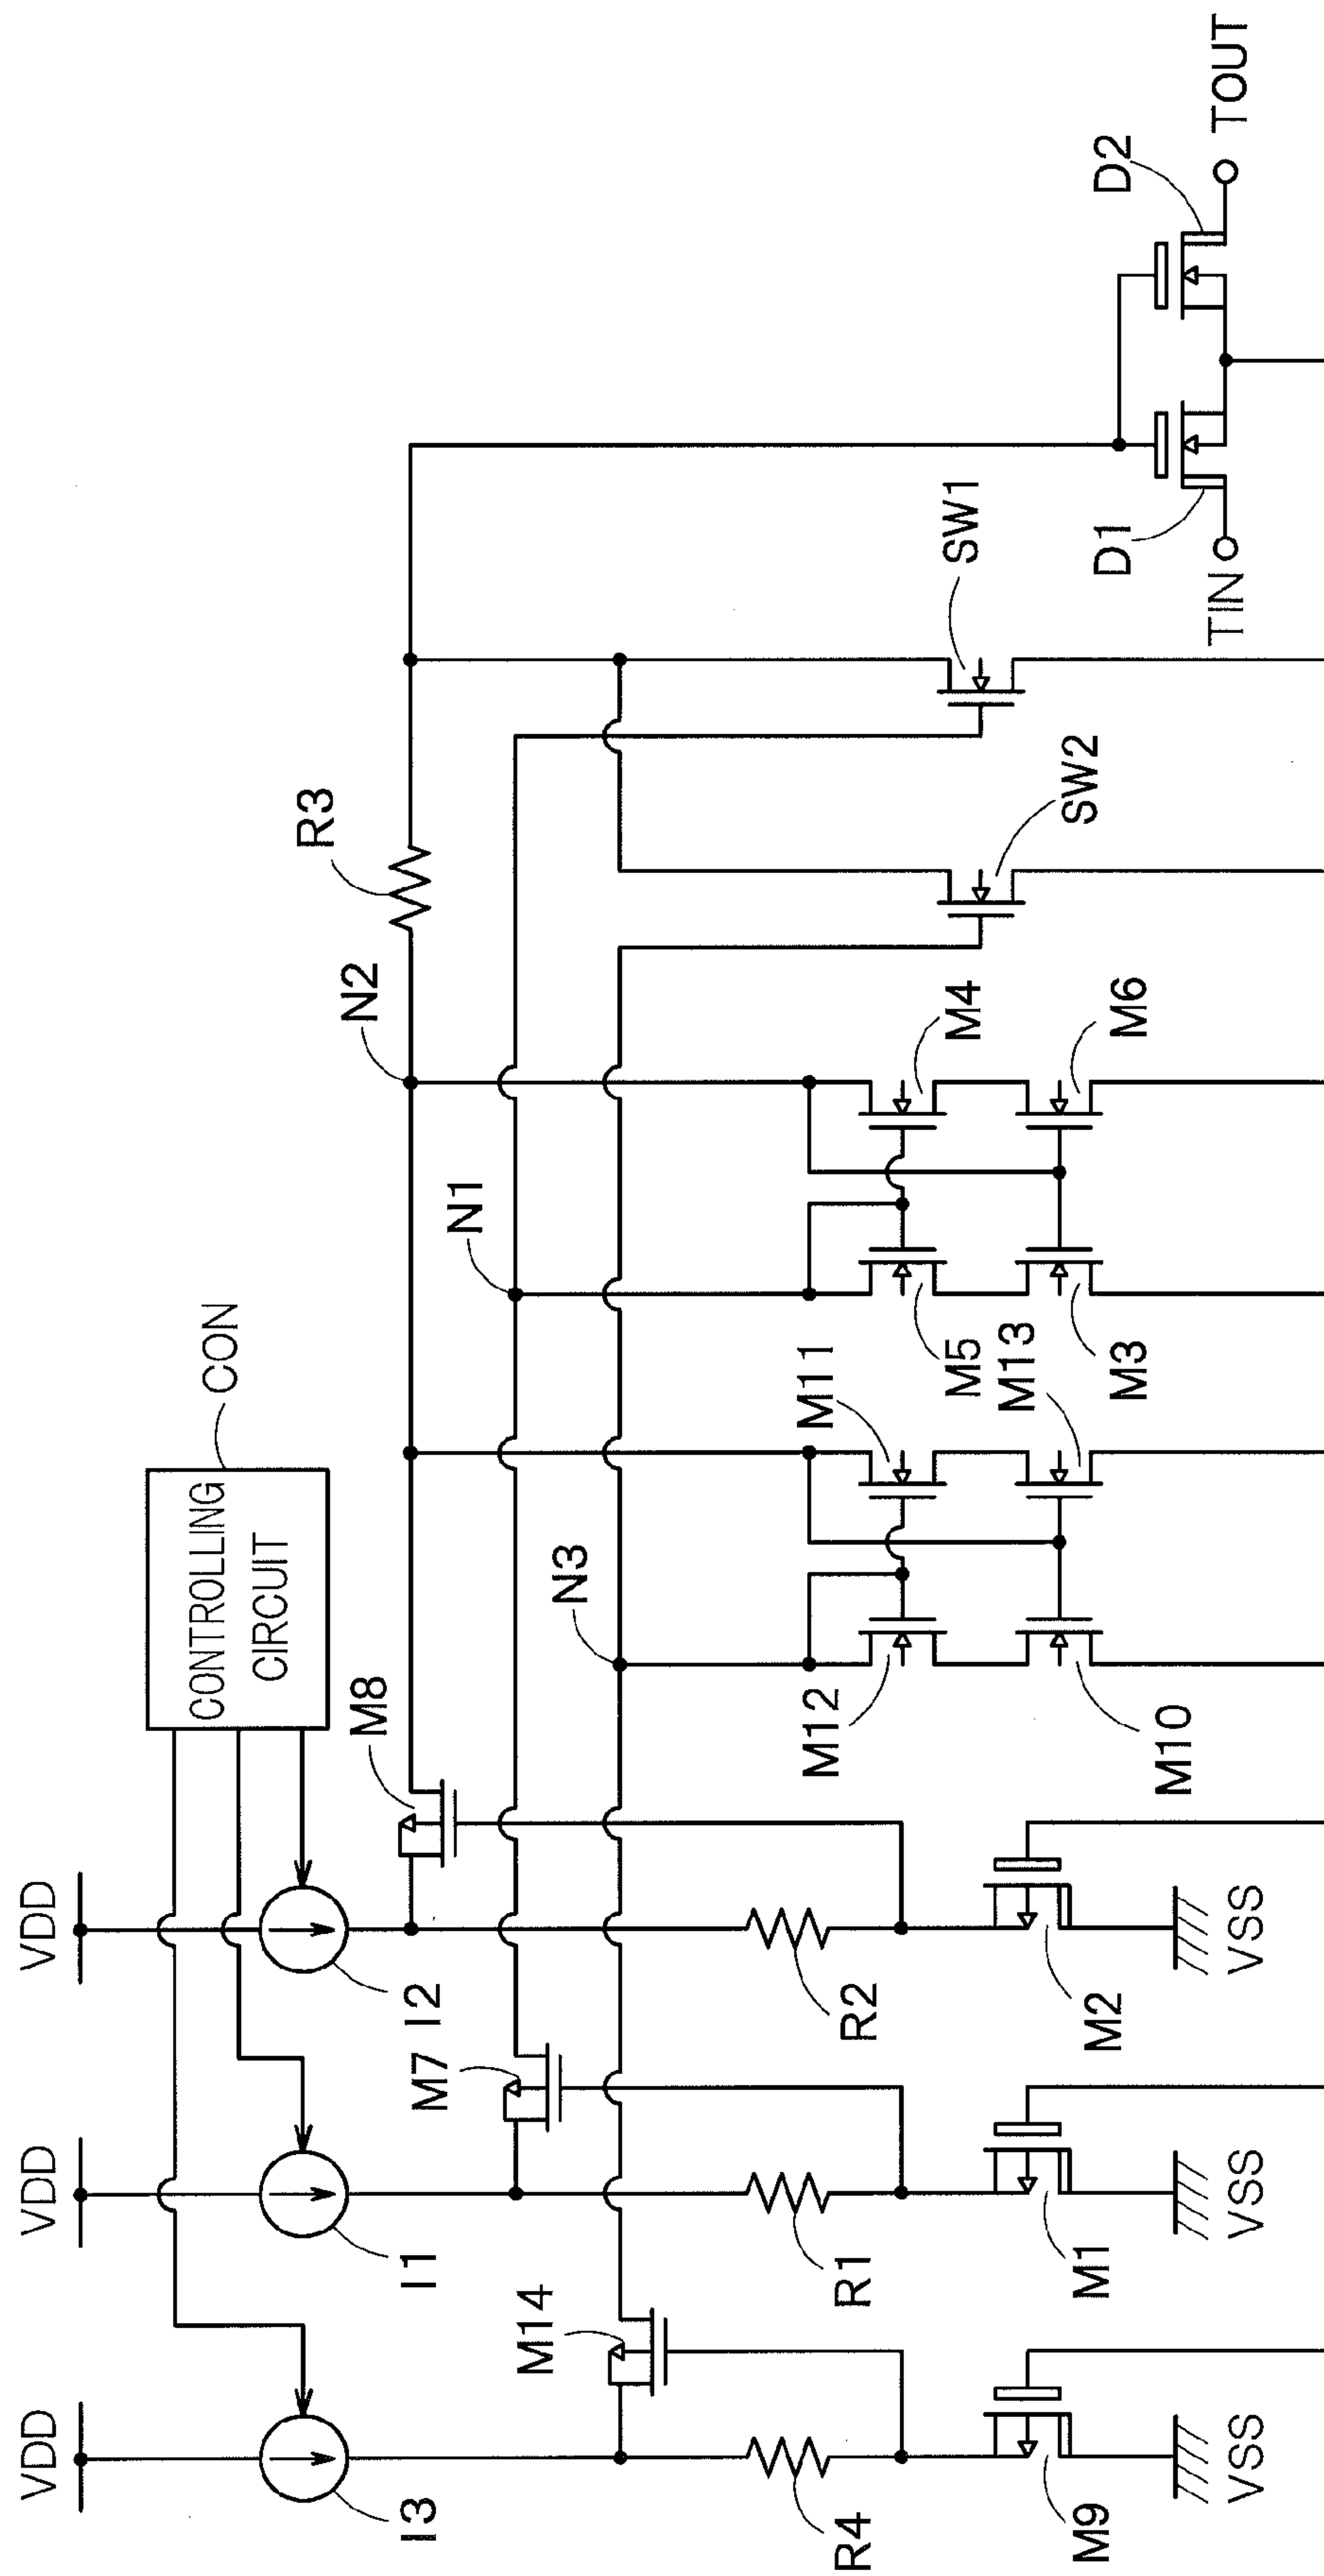 VDD
VDD
VDD
CONTROLLING
CIRCUIT
CON
I3
I1
I2
M14
M7
M8
N3
N1
N2
R3
R4
R1
R2
M9
M1
M2
VSS
VSS
VSS
M12
M11
M10
M13
M5
M4
M3
M6
SW2
SW1
D1
D2
TIN
TOUT